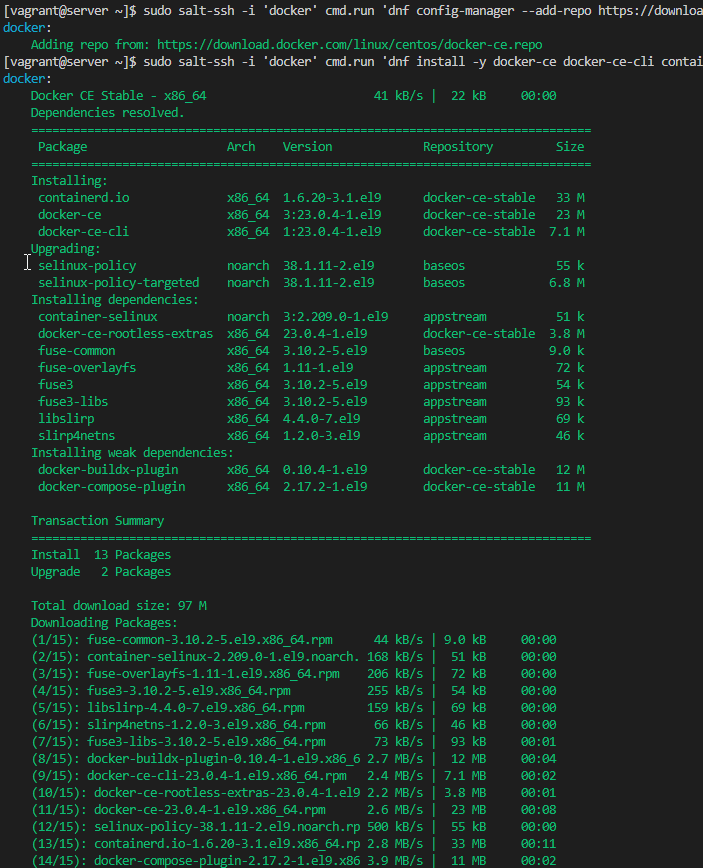 [vagrant@server ~]$ sudo salt-ssh -i 'docker' cmd.run 'dnf config-manager --add-repo https://downloa
docker:
Adding repo from: https://download.docker.com/linux/centos/docker-ce.repo
[vagrant@server ~]$ sudo salt-ssh -i 'docker' cmd.run 'dnf install -y docker-ce docker-ce-cli contai
docker:
Docker CE Stable - x86_64 41 kB/s | 22 kB 00:00
Dependencies resolved.
================================================================================
Package Arch Version Repository Size
================================================================================
Installing:
containerd.io x86_64 1.6.20-3.1.el9 docker-ce-stable 33 M
docker-ce x86_64 3:23.0.4-1.el9 docker-ce-stable 23 M
docker-ce-cli x86_64 1:23.0.4-1.el9 docker-ce-stable 7.1 M
Upgrading:
selinux-policy noarch 38.1.11-2.el9 baseos 55 k
selinux-policy-targeted noarch 38.1.11-2.el9 baseos 6.8 M
Installing dependencies:
container-selinux noarch 3:2.209.0-1.el9 appstream 51 k
docker-ce-rootless-extras x86_64 23.0.4-1.el9 docker-ce-stable 3.8 M
fuse-common x86_64 3.10.2-5.el9 baseos 9.0 k
fuse-overlayfs x86_64 1.11-1.el9 appstream 72 k
fuse3 x86_64 3.10.2-5.el9 appstream 54 k
fuse3-libs x86_64 3.10.2-5.el9 appstream 93 k
libslirp x86_64 4.4.0-7.el9 appstream 69 k
slirp4netns x86_64 1.2.0-3.el9 appstream 46 k
Installing weak dependencies:
docker-buildx-plugin x86_64 0.10.4-1.el9 docker-ce-stable 12 M
docker-compose-plugin x86_64 2.17.2-1.el9 docker-ce-stable 11 M
Transaction Summary
================================================================================
Install 13 Packages
Upgrade 2 Packages
Total download size: 97 M
Downloading Packages:
(1/15): fuse-common-3.10.2-5.el9.x86_64.rpm 44 kB/s | 9.0 kB 00:00
(2/15): container-selinux-2.209.0-1.el9.noarch. 168 kB/s | 51 kB 00:00
(3/15): fuse-overlayfs-1.11-1.el9.x86_64.rpm 206 kB/s | 72 kB 00:00
(4/15): fuse3-3.10.2-5.el9.x86_64.rpm 255 kB/s | 54 kB 00:00
(5/15): libslirp-4.4.0-7.el9.x86_64.rpm 159 kB/s | 69 kB 00:00
(6/15): slirp4netns-1.2.0-3.el9.x86_64.rpm 66 kB/s | 46 kB 00:00
(7/15): fuse3-libs-3.10.2-5.el9.x86_64.rpm 73 kB/s | 93 kB 00:01
(8/15): docker-buildx-plugin-0.10.4-1.el9.x86_6 2.7 MB/s | 12 MB 00:04
(9/15): docker-ce-cli-23.0.4-1.el9.x86_64.rpm 2.4 MB/s | 7.1 MB 00:02
(10/15): docker-ce-rootless-extras-23.0.4-1.el9 2.2 MB/s | 3.8 MB 00:01
(11/15): docker-ce-23.0.4-1.el9.x86_64.rpm 2.6 MB/s | 23 MB 00:08
(12/15): selinux-policy-38.1.11-2.el9.noarch.rp 500 kB/s | 55 kB 00:00
(13/15): containerd.io-1.6.20-3.1.el9.x86_64.rp 2.8 MB/s | 33 MB 00:11
(14/15): docker-compose-plugin-2.17.2-1.el9.x86 3.9 MB/s | 11 MB 00:02